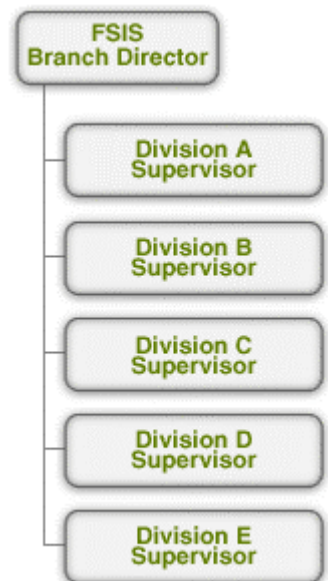 FSIS
Branch Director
Division A
Supervisor
Division B
Supervisor
Division C
Supervisor
Division D
Supervisor
Division E
Supervisor